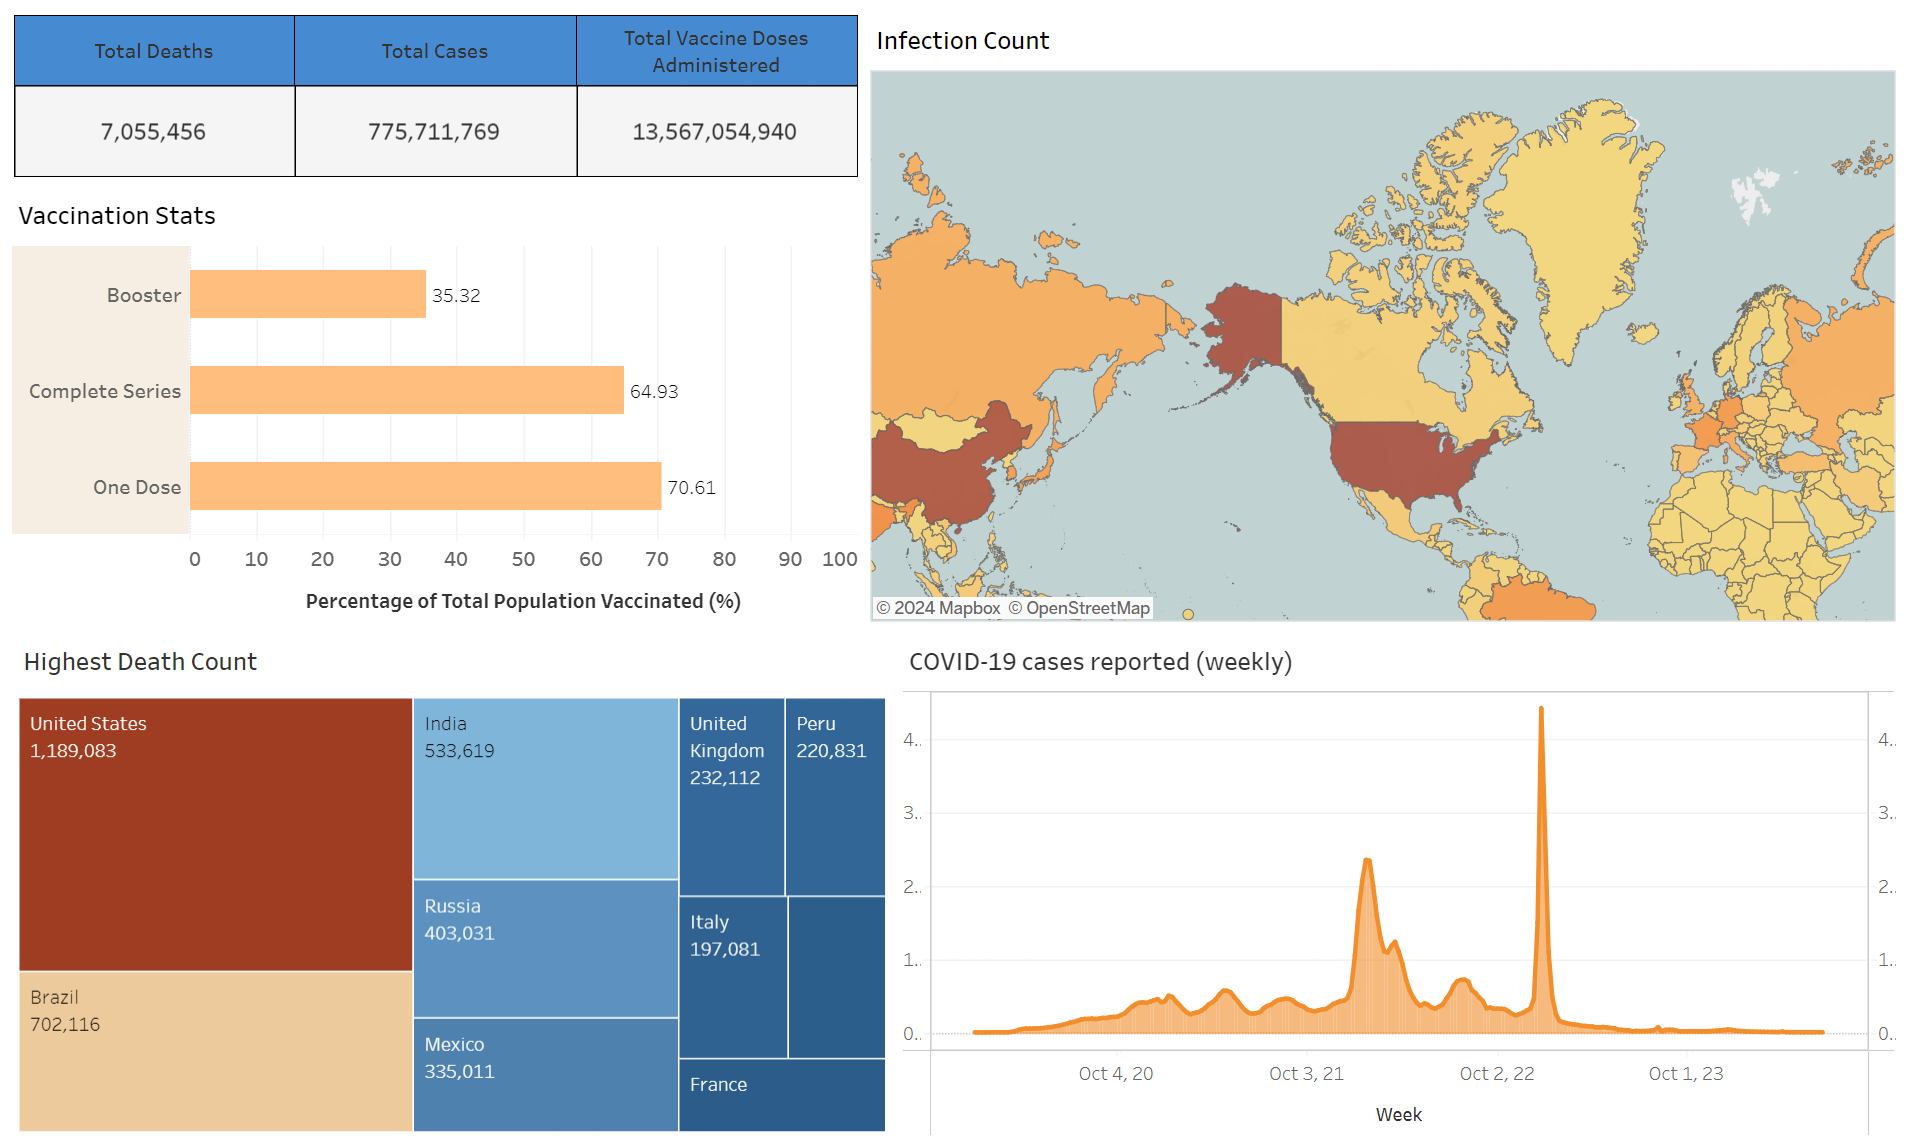 Total Deaths
Total Cases
Total Vaccine Doses
Administered
7,055,456
775,711,769
13,567,054,940
Vaccination Stats
Booster
35.32
Complete Series
64.93
One Dose
70.61
0 10 20 30 40 50 60 70 80 90 100
Percentage of Total Population Vaccinated (%)
Infection Count
© 2024 Mapbox © OpenStreetMap
Highest Death Count
United States
1,189,083
Brazil
702,116
India
533,619
Russia
403,031
Mexico
335,011
United
Kingdom
232,112
Peru
220,831
Italy
197,081
France
COVID-19 cases reported (weekly)
4..
3..
2..
1..
0..
4..
3..
2..
1..
0..
Oct 4, 20
Oct 3, 21
Oct 2, 22
Oct 1, 23
Week